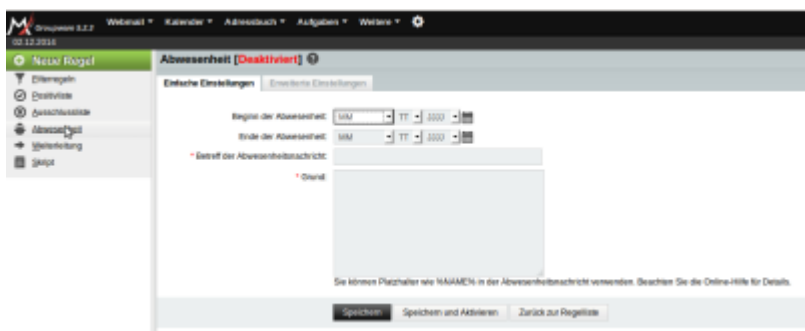 Groupware 5.2.2 Webmail Kalender Adressbuch Aufgaben Weitere
02.12.2014
Neue Regel
Filterregeln
Positivliste
Ausschlussliste
Abwesenheit
Weiterleitung
Skript
Abwesenheit [Deaktiviert]
Einfache Einstellungen Erweiterte Einstellungen
Beginn der Abwesenheit: MM TT JJJJ
Ende der Abwesenheit: MM TT JJJJ
* Betreff der Abwesenheitsnachricht:
* Grund:
Sie können Platzhalter wie %NAME% in der Abwesenheitsnachricht verwenden. Beachten Sie die Online-Hilfe für Details.
Speichern Speichern und Aktivieren Zurück zur Regelliste